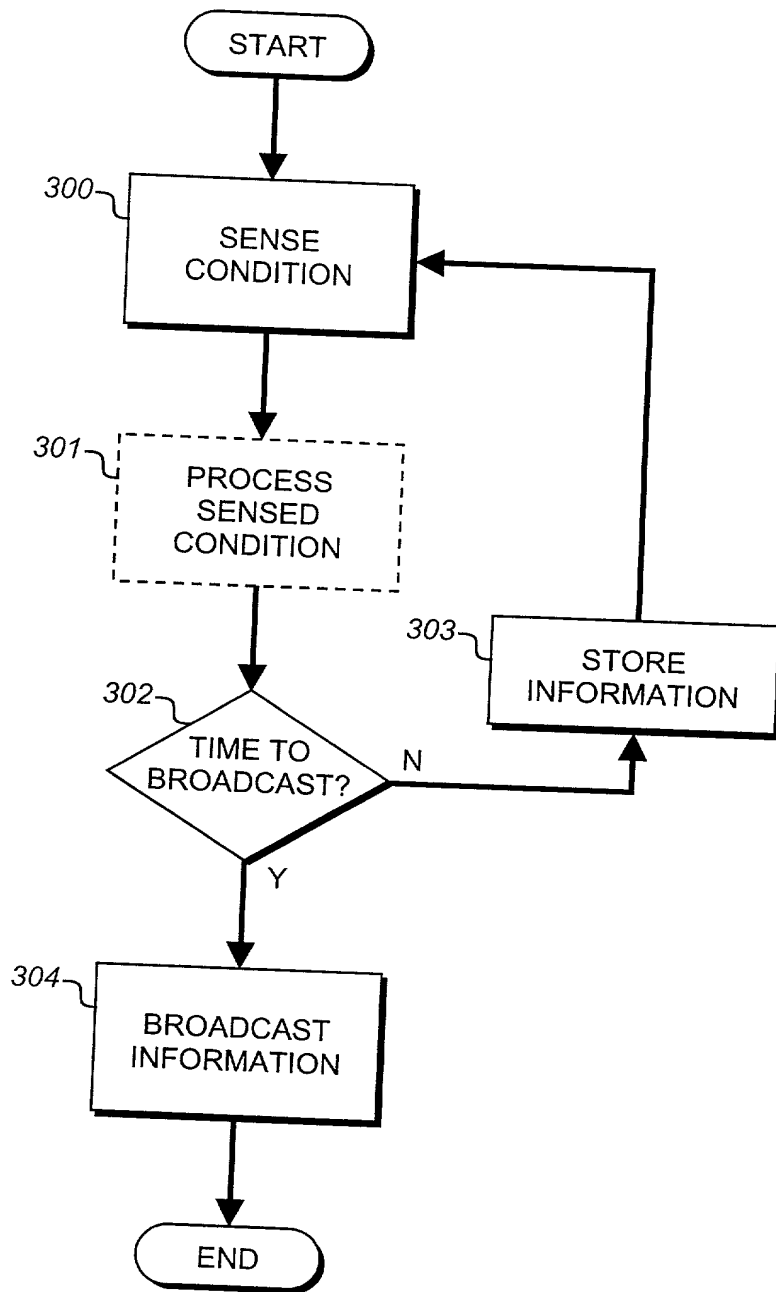 START
300
SENSE
CONDITION
301
PROCESS
SENSED
CONDITION
302
TIME TO
BROADCAST?
N
Y
303
STORE
INFORMATION
304
BROADCAST
INFORMATION
END